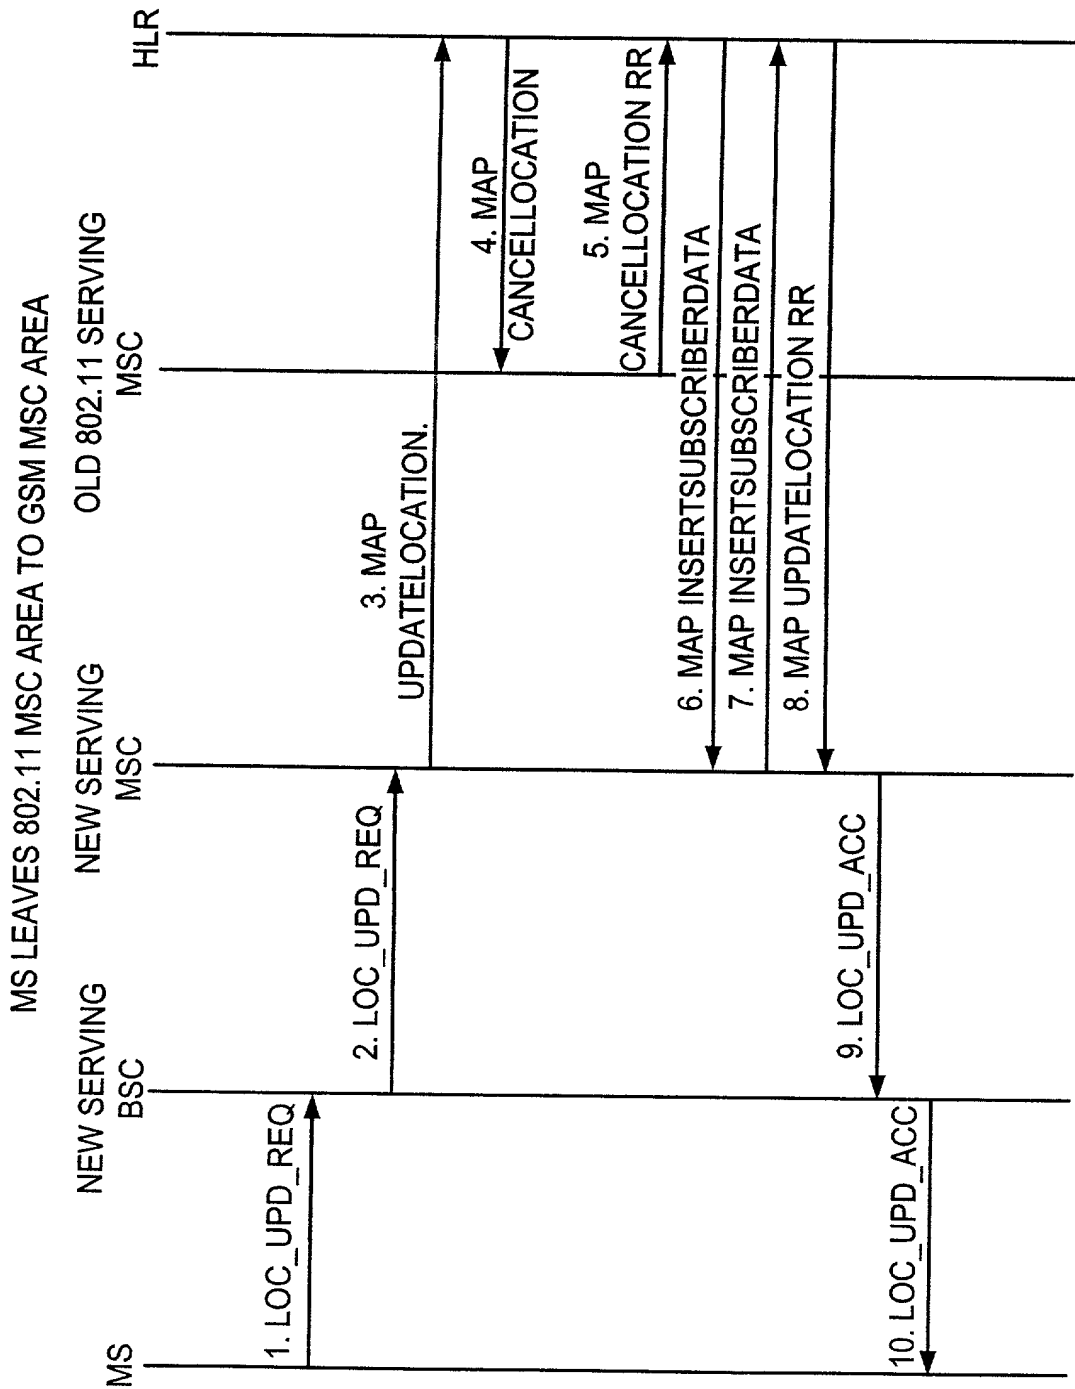 MS LEAVES 802.11 MSC AREA TO GSM MSC AREA
MS
NEW SERVING
BSC
NEW SERVING
MSC
OLD 802.11 SERVING
MSC
HLR
1. LOC_UPD_REQ
2. LOC_UPD_REQ
3. MAP
UPDATELOCATION.
4. MAP
CANCELLOCATION
5. MAP
CANCELLOCATION RR
6. MAP INSERTSUBSCRIBERDATA
7. MAP INSERTSUBSCRIBERDATA
8. MAP UPDATELOCATION RR
9. LOC_UPD_ACC
10. LOC_UPD_ACC